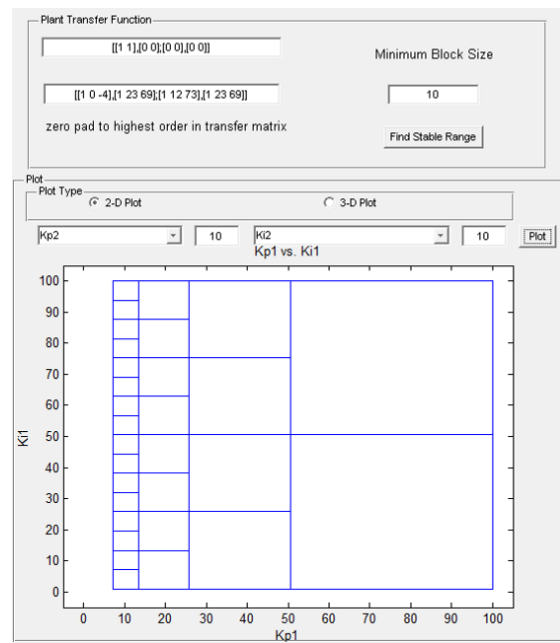 Plant Transfer Function
[[1 1],[0 0];[0 0],[0 0]]
Minimum Block Size
[[1 0 -4],[1 23 69];[1 12 73],[1 23 69]]
10
zero pad to highest order in transfer matrix
Find Stable Range
Plot
Plot Type
2-D Plot
3-D Plot
Kp2
10
Ki2
10
Plot
Kp1 vs. Ki1
100
90
80
70
60
50
40
30
20
10
0
Ki1
0 10 20 30 40 50 60 70 80 90 100
Kp1